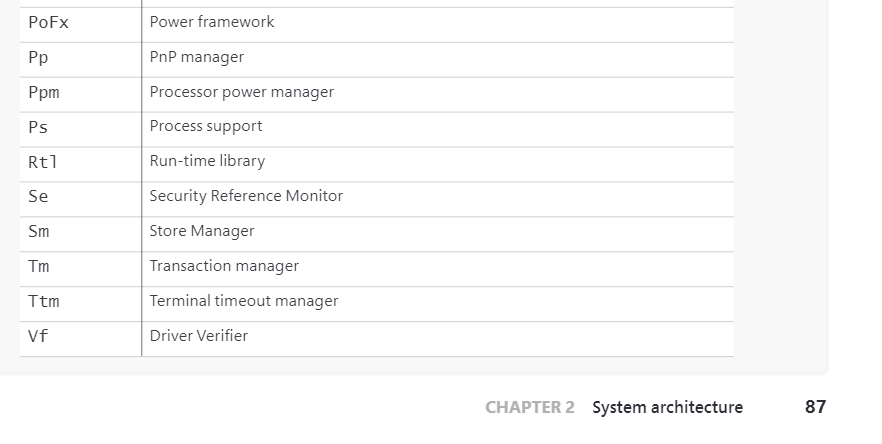 PoFx Power framework
Pp PnP manager
Ppm Processor power manager
Ps Process support
Rtl Run-time library
Se Security Reference Monitor
Sm Store Manager
Tm Transaction manager
Ttm Terminal timeout manager
Vf Driver Verifier
CHAPTER 2 System architecture 87